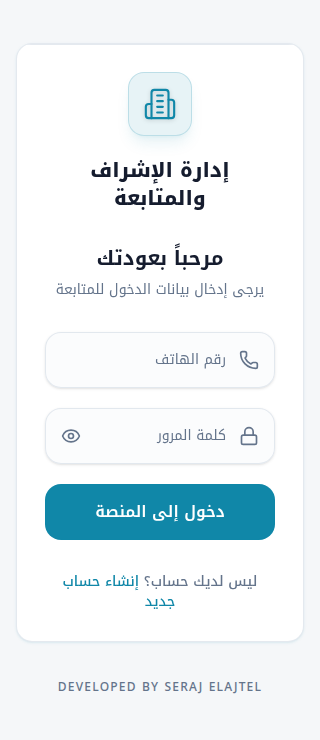 إدارة الإشراف
والمتابعة
مرحباً بعودتك
يرجى إدخال بيانات الدخول للمتابعة
رقم الهاتف
كلمة المرور
دخول إلى المنصة
ليس لديك حساب؟ إنشاء حساب
جديد
DEVELOPED BY SERAJ ELAJTEL